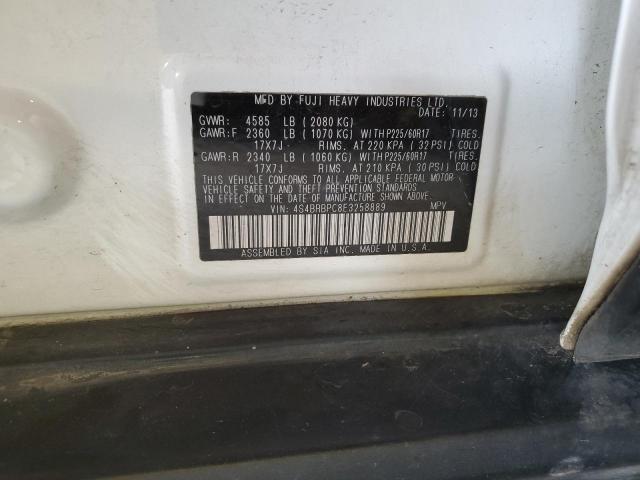 MFD BY FUJI HEAVY INDUSTRIES LTD.
DATE: 11/13
GVWR: 4585 LB ( 2080 KG)
GAWR:F 2360 LB ( 1070 KG) WITH P225/60R17 TIRES.
17X7J RIMS. AT 220 KPA ( 32 PSI) COLD
GAWR:R 2340 LB ( 1060 KG) WITH P225/60R17 TIRES.
17X7J RIMS. AT 210 KPA ( 30 PSI) COLD
THIS VEHICLE CONFORMS TO ALL APPLICABLE FEDERAL MOTOR
VEHICLE SAFETY AND THEFT PREVENTION STANDARDS
IN EFFECT ON THE DATE OF MANUFACTURE SHOWN ABOVE.
VIN: 4S4BRBPC8E3258889 MPV
ASSEMBLED BY SIA INC. MADE IN U.S.A.